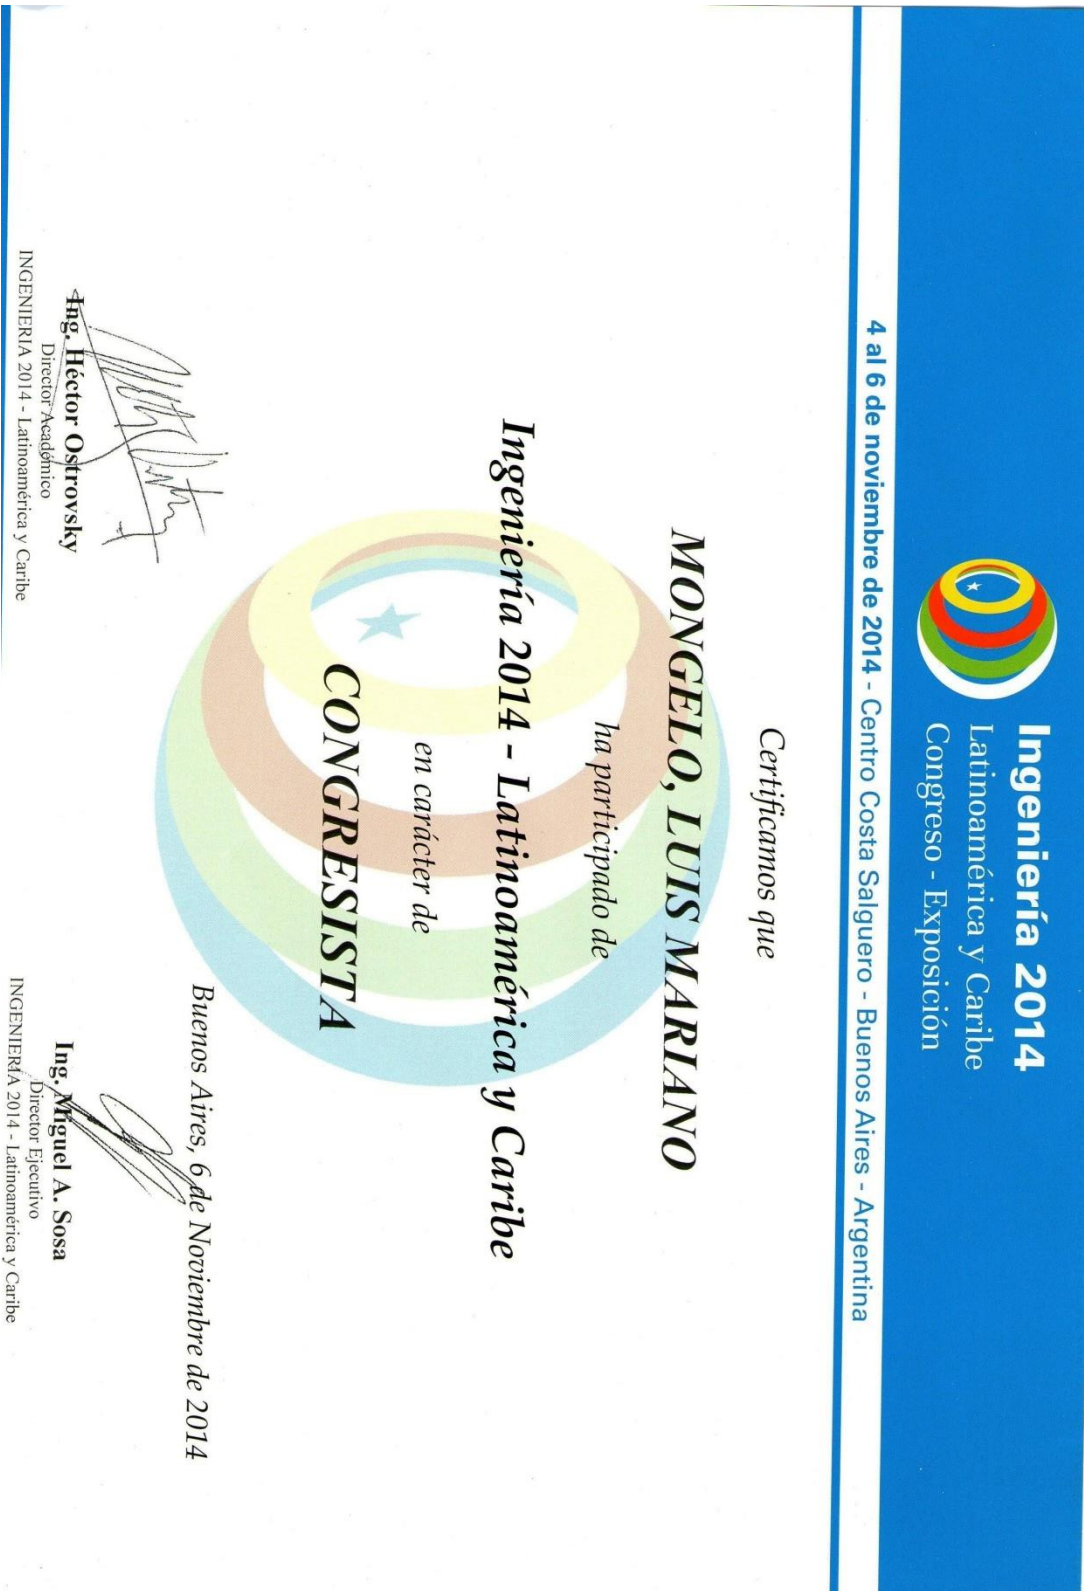 Ingeniería 2014
Latinoamérica y Caribe
Congreso - Exposición
4 al 6 de noviembre de 2014 - Centro Costa Salguero - Buenos Aires - Argentina
Certificamos que
MONGELO, LUIS MARIANO
ha participado de
Ingeniería 2014 - Latinoamérica y Caribe
en carácter de
CONGRESISTA
Buenos Aires, 6 de Noviembre de 2014
Ing. Héctor Ostrovsky
Director Académico
INGENIERIA 2014 - Latinoamérica y Caribe
Ing. Miguel A. Sosa
Director Ejecutivo
INGENIERIA 2014 - Latinoamérica y Caribe